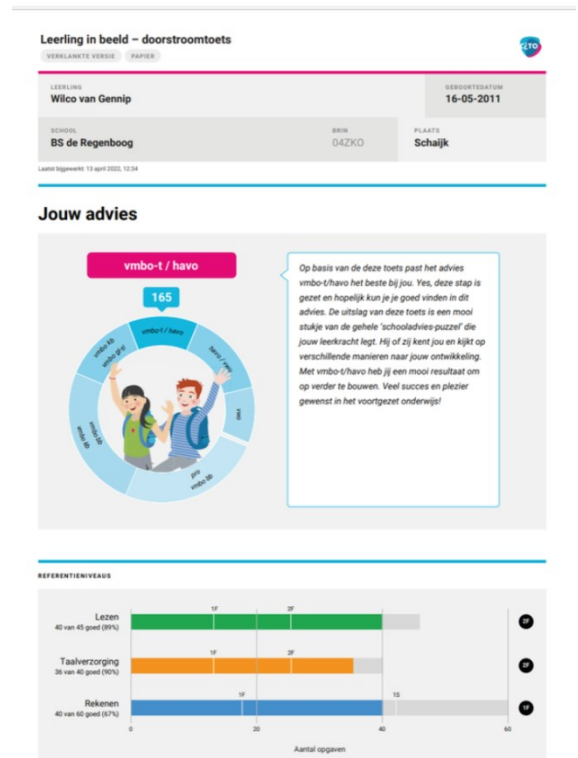 Leerling in beeld – doorstroomtoets
VERKLANKTE VERSIE PAPIER
CITO
LEERLING
Wilco van Gennip
GEBOORTEDATUM
16-05-2011
SCHOOL
BS de Regenboog
BRIN
04ZKO
PLAATS
Schaijk
Laatst bijgewerkt: 13 april 2022, 12:34
Jouw advies
vmbo-t / havo
165
vmbo-t / havo
havo / vwo
vwo
pro
vmbo bb
vmbo bb
vmbo kb
vmbo kb
vmbo g-t
Op basis van de deze toets past het advies
vmbo-t/havo het beste bij jou. Yes, deze stap is
gezet en hopelijk kun je je goed vinden in dit
advies. De uitslag van deze toets is een mooi
stukje van de gehele 'schooladvies-puzzel' die
jouw leerkracht legt. Hij of zij kent jou en kijkt op
verschillende manieren naar jouw ontwikkeling.
Met vmbo-t/havo heb jij een mooi resultaat om
op verder te bouwen. Veel succes en plezier
gewenst in het voortgezet onderwijs!
REFERENTIENIVEAUS
Lezen
40 van 45 goed (89%)
1F 2F
2F
Taalverzorging
36 van 40 goed (90%)
1F 2F
2F
Rekenen
40 van 60 goed (67%)
1F 1S
1F
0 20 40 60
Aantal opgaven